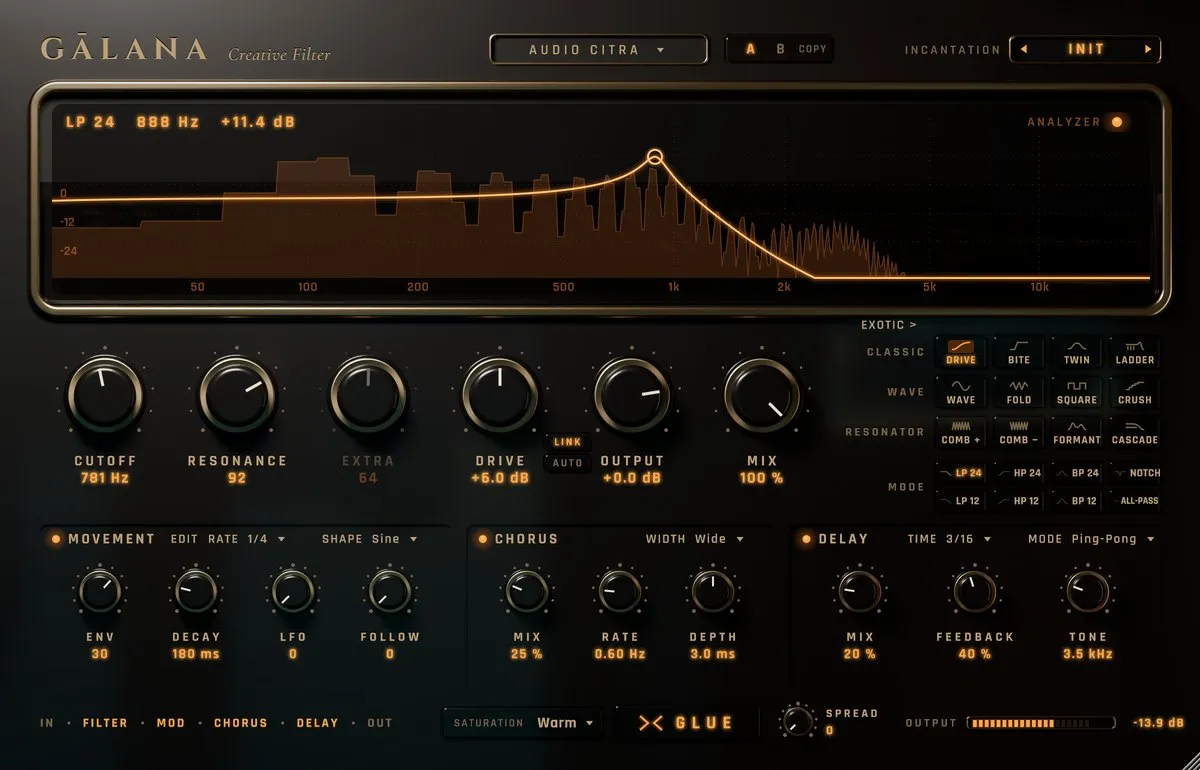 GĀLANA Creative Filter AUDIO CITRA A B COPY INCANTATION INIT
LP 24 888 Hz +11.4 dB ANALYZER
0
-12
-24
50 100 200 500 1k 2k 5k 10k
EXOTIC >
CLASSIC DRIVE BITE TWIN LADDER
WAVE WAVE FOLD SQUARE CRUSH
RESONATOR COMB + COMB − FORMANT CASCADE
MODE LP 24 HP 24 BP 24 NOTCH
LP 12 HP 12 BP 12 ALL-PASS
CUTOFF RESONANCE EXTRA DRIVE LINK AUTO OUTPUT MIX
781 Hz 92 64 +6.0 dB +0.0 dB 100 %
MOVEMENT EDIT RATE 1/4 SHAPE Sine
ENV DECAY LFO FOLLOW
30 180 ms 0 0
CHORUS WIDTH Wide
MIX RATE DEPTH
25 % 0.60 Hz 3.0 ms
DELAY TIME 3/16 MODE Ping-Pong
MIX FEEDBACK TONE
20 % 40 % 3.5 kHz
IN · FILTER · MOD · CHORUS · DELAY · OUT SATURATION Warm GLUE SPREAD 0 OUTPUT -13.9 dB